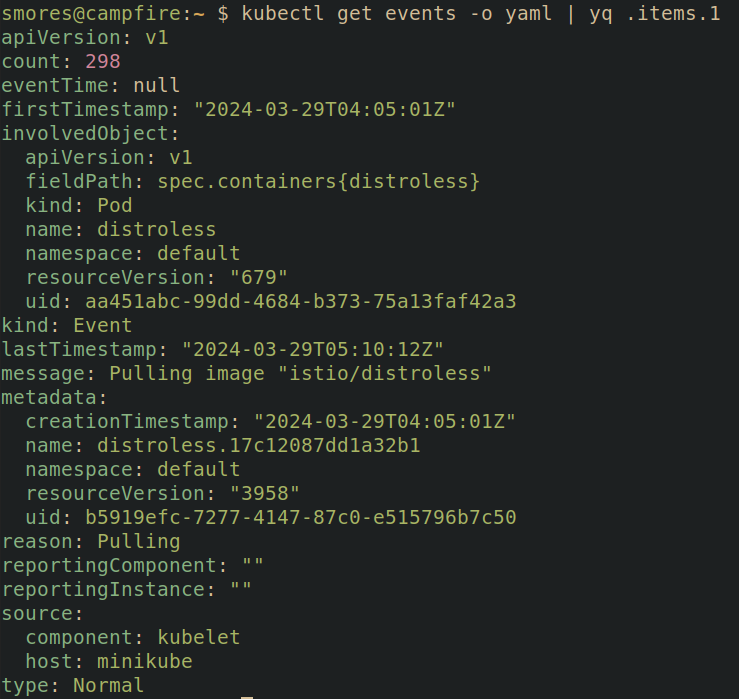 smores@campfire:~ $ kubectl get events -o yaml | yq .items.1
apiVersion: v1
count: 298
eventTime: null
firstTimestamp: "2024-03-29T04:05:01Z"
involvedObject:
  apiVersion: v1
  fieldPath: spec.containers{distroless}
  kind: Pod
  name: distroless
  namespace: default
  resourceVersion: "679"
  uid: aa451abc-99dd-4684-b373-75a13faf42a3
kind: Event
lastTimestamp: "2024-03-29T05:10:12Z"
message: Pulling image "istio/distroless"
metadata:
  creationTimestamp: "2024-03-29T04:05:01Z"
  name: distroless.17c12087dd1a32b1
  namespace: default
  resourceVersion: "3958"
  uid: b5919efc-7277-4147-87c0-e515796b7c50
reason: Pulling
reportingComponent: ""
reportingInstance: ""
source:
  component: kubelet
  host: minikube
type: Normal